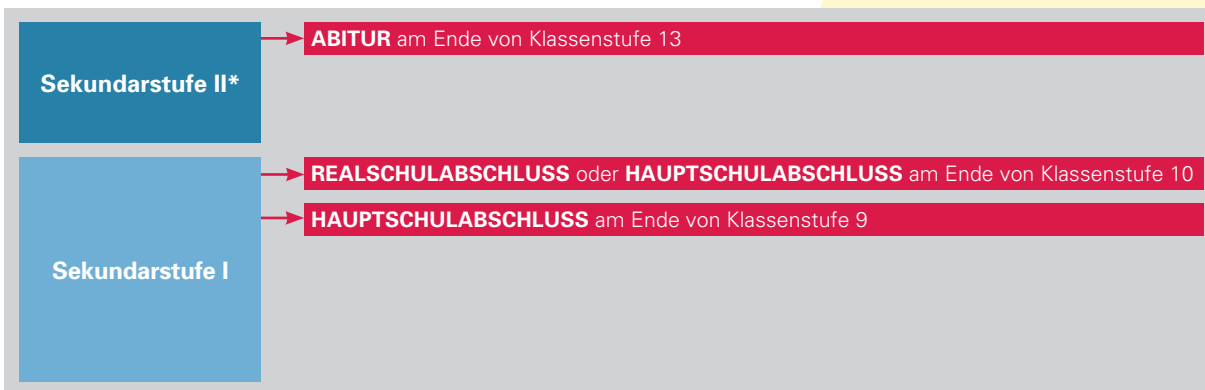 ABITUR am Ende von Klassenstufe 13
Sekundarstufe II*
REALSCHULABSCHLUSS oder HAUPTSCHULABSCHLUSS am Ende von Klassenstufe 10
HAUPTSCHULABSCHLUSS am Ende von Klassenstufe 9
Sekundarstufe I